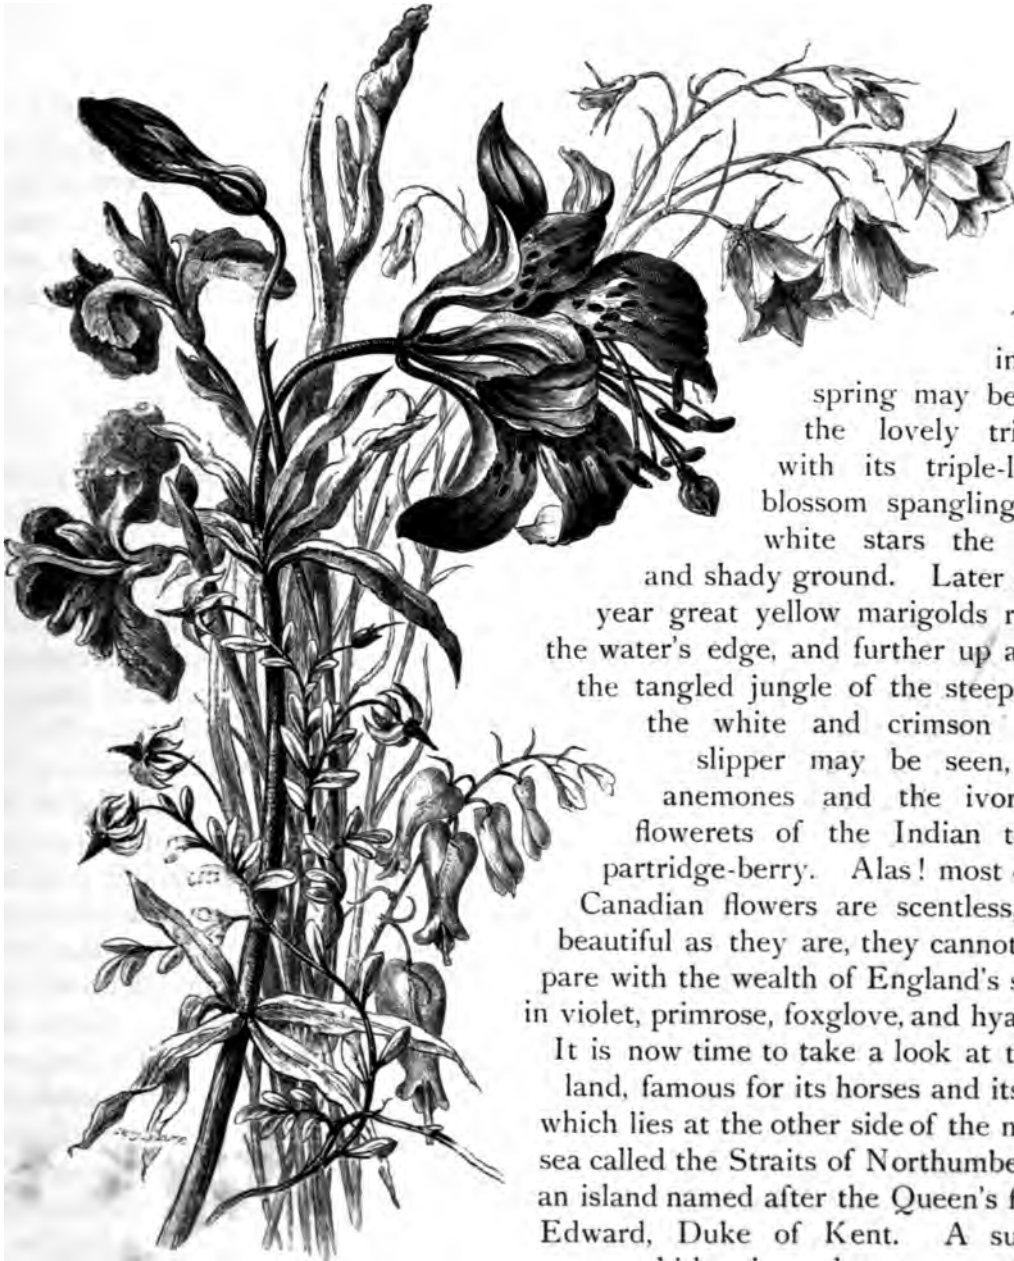 in
spring may be
the lovely tri
with its triple-l
blossom spangling
white stars the
and shady ground. Later
year great yellow marigolds
the water's edge, and further up a
the tangled jungle of the steep
the white and crimson
slipper may be seen,
anemones and the ivor
flowerets of the Indian t
partridge-berry. Alas! most
Canadian flowers are scentless,
beautiful as they are, they cannot
pare with the wealth of England's s
in violet, primrose, foxglove, and hya
It is now time to take a look at t
land, famous for its horses and its
which lies at the other side of the
sea called the Straits of Northumbe
an island named after the Queen's f
Edward, Duke of Kent. A su